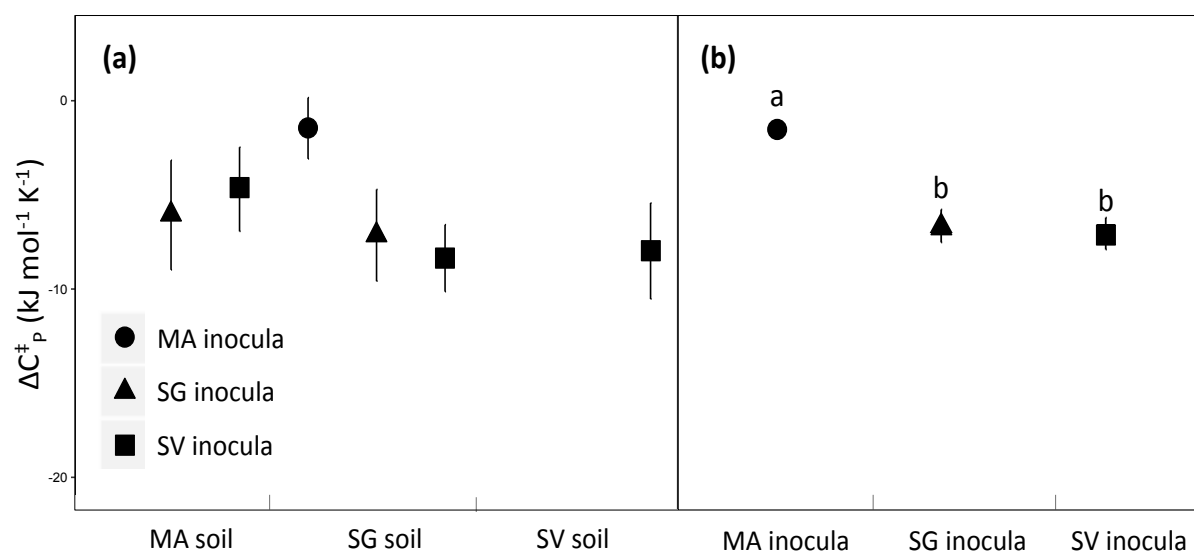 (a)
(b)
ΔC‡P (kJ mol-1 K-1)
0
-10
-20
a
b
b
MA inocula
SG inocula
SV inocula
MA soil
SG soil
SV soil
MA inocula
SG inocula
SV inocula